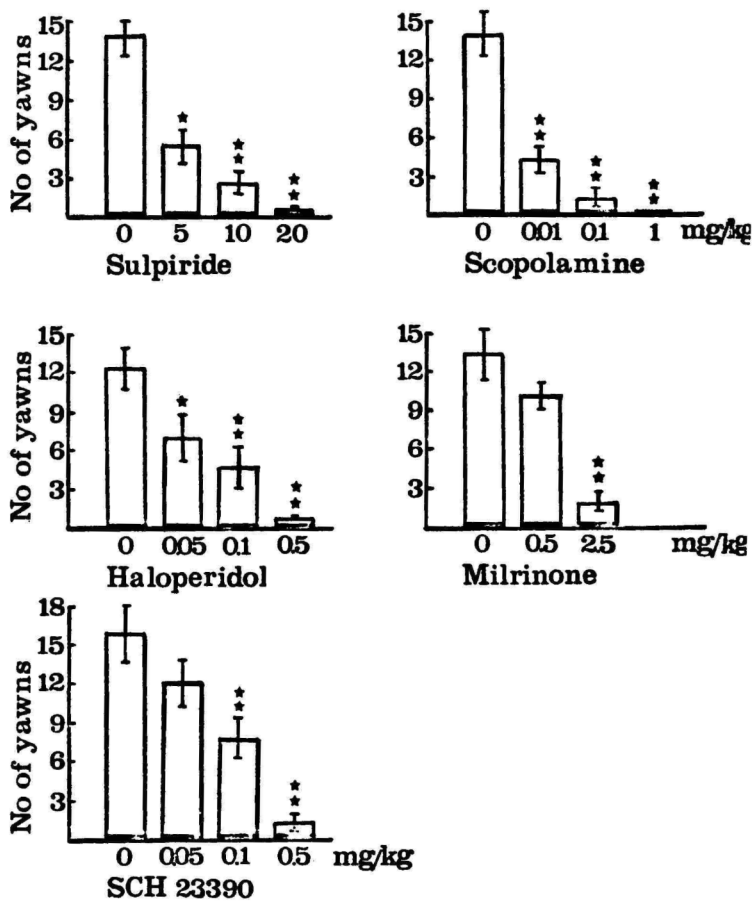 No of yawns
15
12
9
6
3
★
★★
★★
0 5 10 20
Sulpiride
15
12
9
6
3
★★
★★
★★
0 0.01 0.1 1 mg/kg
Scopolamine
No of yawns
15
12
9
6
3
★
★★
★★
0 0.05 0.1 0.5
Haloperidol
15
12
9
6
3
★★
0 0.5 2.5 mg/kg
Milrinone
No of yawns
18
15
12
9
6
3
★★
★★
0 0.05 0.1 0.5 mg/kg
SCH 23390